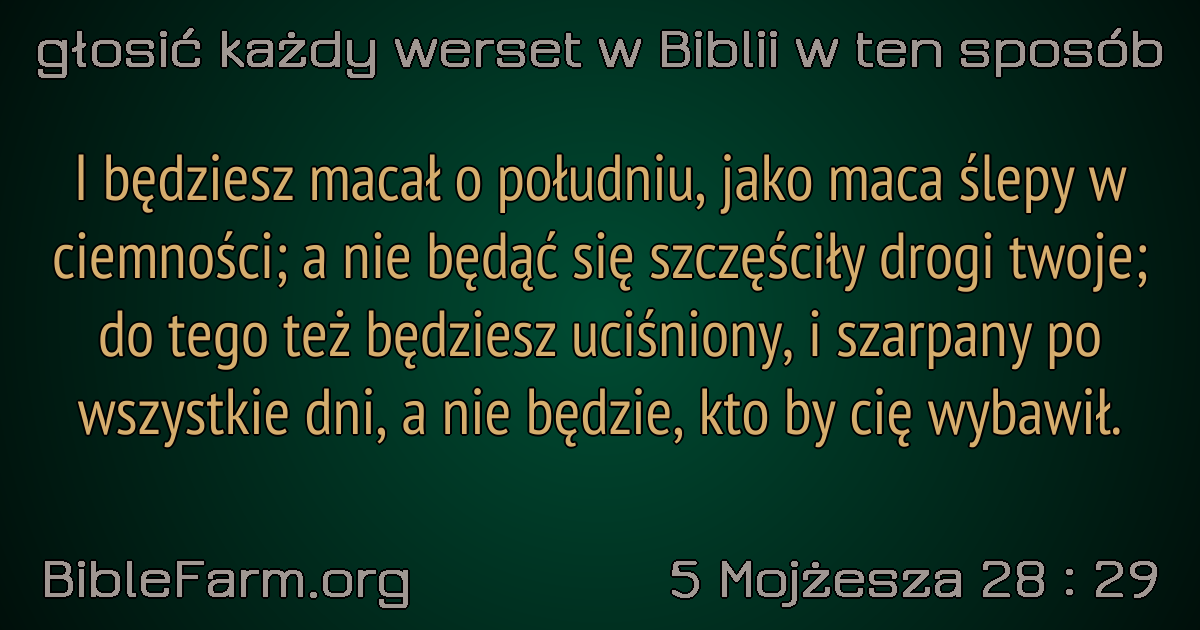 głosić każdy werset w Biblii w ten sposób
I będziesz macał o południu, jako maca ślepy w
ciemności; a nie będąć się szczęściły drogi twoje;
do tego też będziesz uciśniony, i szarpany po
wszystkie dni, a nie będzie, kto by cię wybawił.
BibleFarm.org
5 Mojżesza 28 : 29